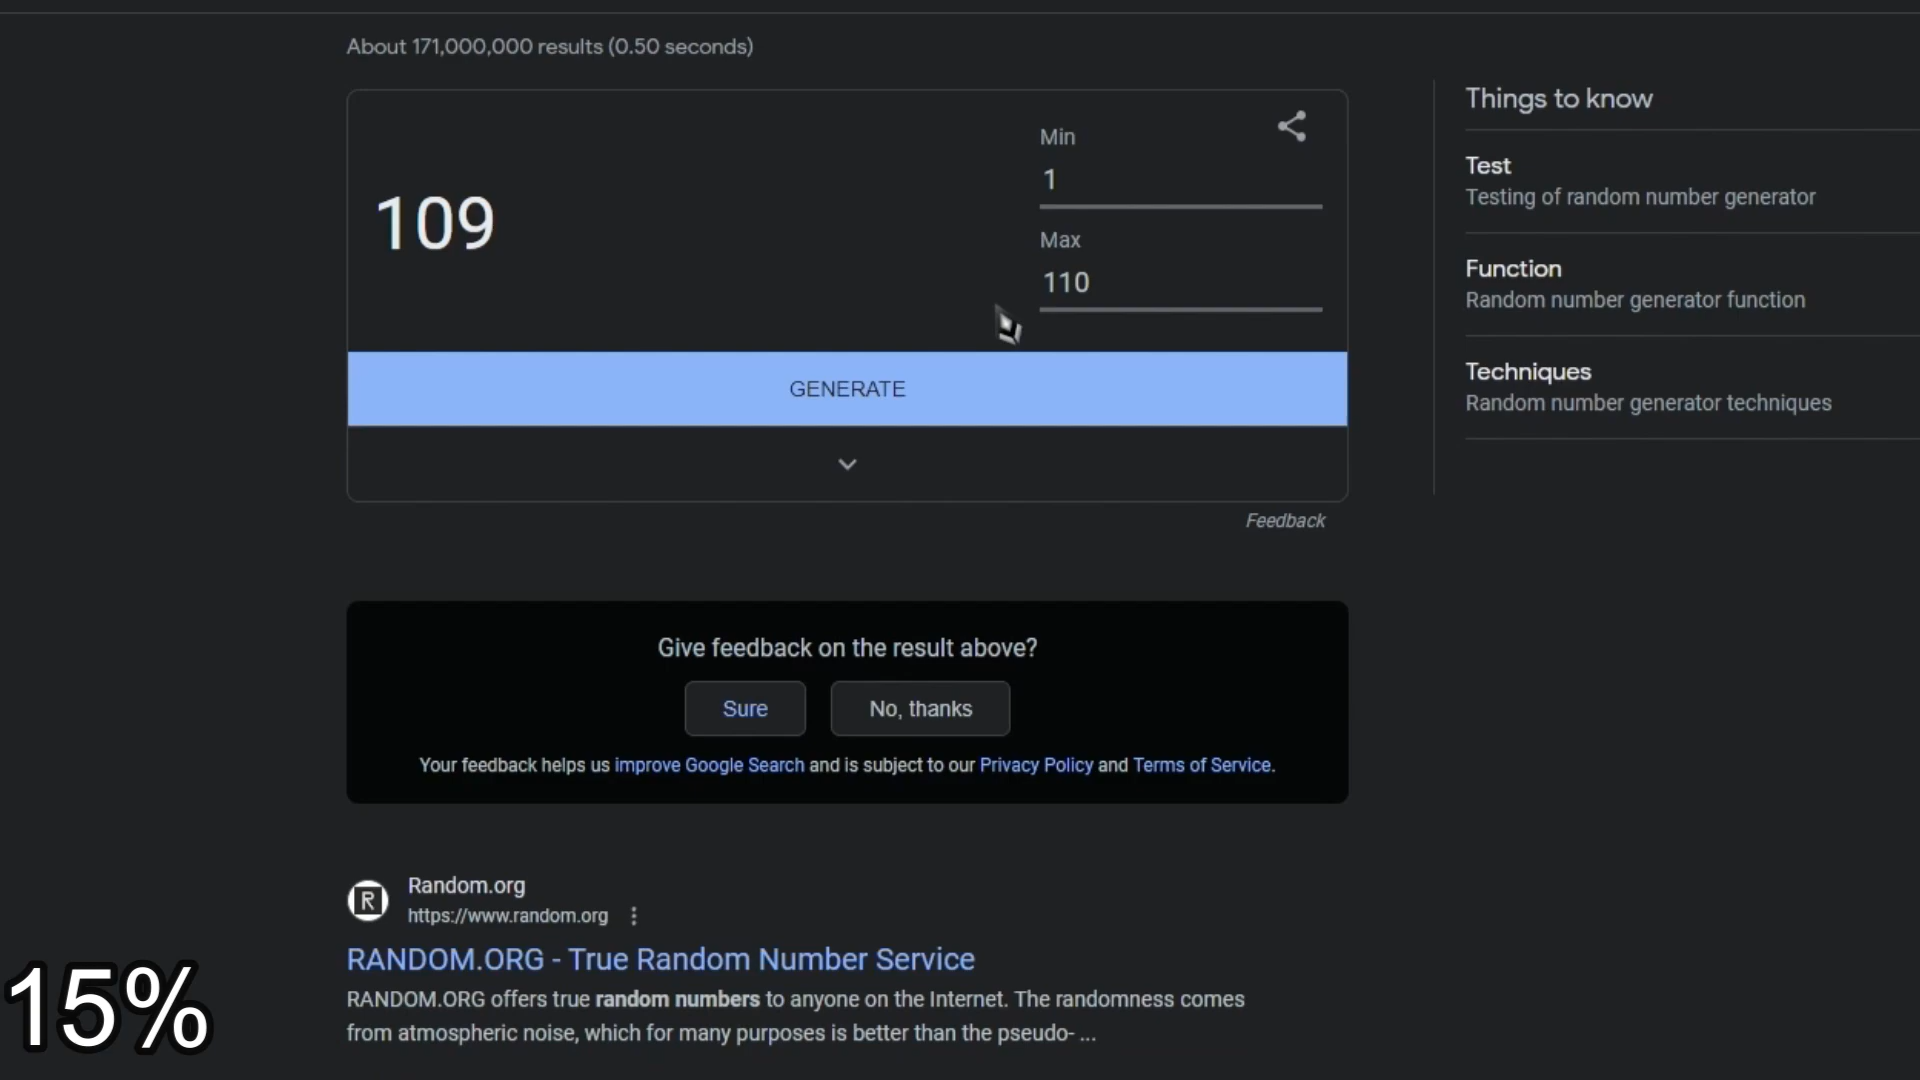 About 171,000,000 results (0.50 seconds)
109
Min
1
Max
110
GENERATE
Feedback
Things to know
Test
Testing of random number generator
Function
Random number generator function
Techniques
Random number generator techniques
Give feedback on the result above?
Sure
No, thanks
Your feedback helps us improve Google Search and is subject to our Privacy Policy and Terms of Service.
R
Random.org
https://www.random.org
RANDOM.ORG - True Random Number Service
RANDOM.ORG offers true random numbers to anyone on the Internet. The randomness comes
from atmospheric noise, which for many purposes is better than the pseudo- ...
15%